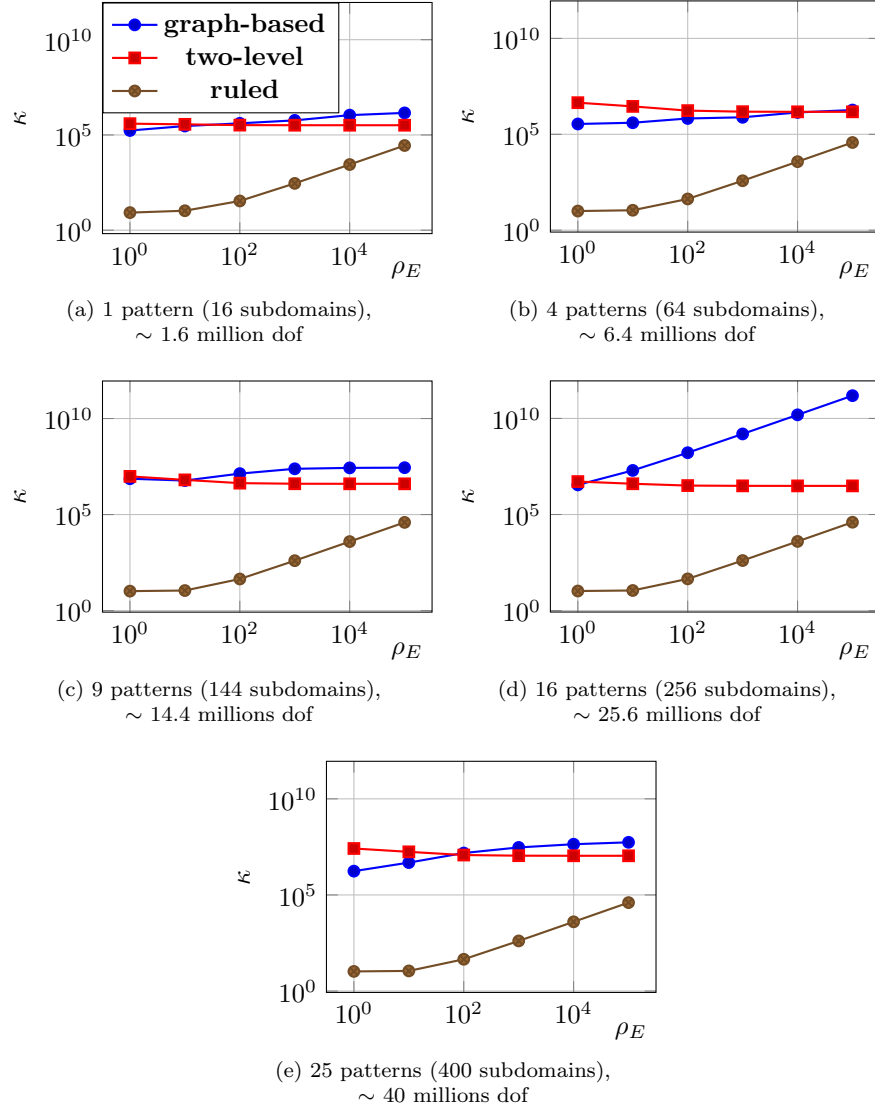 graph-based
two-level
ruled
10^10
10^5
10^0
κ
10^0 10^2 10^4
ρ_E
(a) 1 pattern (16 subdomains),
∼ 1.6 million dof
10^10
10^5
10^0
κ
10^0 10^2 10^4
ρ_E
(b) 4 patterns (64 subdomains),
∼ 6.4 millions dof
10^10
10^5
10^0
κ
10^0 10^2 10^4
ρ_E
(c) 9 patterns (144 subdomains),
∼ 14.4 millions dof
10^10
10^5
10^0
κ
10^0 10^2 10^4
ρ_E
(d) 16 patterns (256 subdomains),
∼ 25.6 millions dof
10^10
10^5
10^0
κ
10^0 10^2 10^4
ρ_E
(e) 25 patterns (400 subdomains),
∼ 40 millions dof